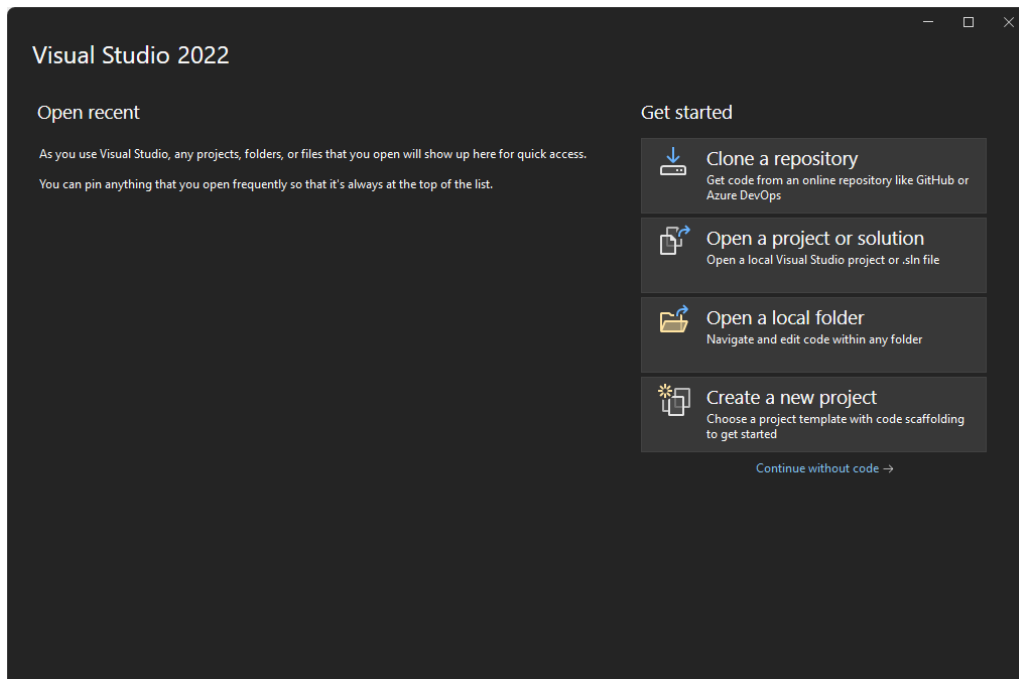 Visual Studio 2022
Open recent
As you use Visual Studio, any projects, folders, or files that you open will show up here for quick access.
You can pin anything that you open frequently so that it's always at the top of the list.
Get started
Clone a repository
Get code from an online repository like GitHub or
Azure DevOps
Open a project or solution
Open a local Visual Studio project or .sln file
Open a local folder
Navigate and edit code within any folder
Create a new project
Choose a project template with code scaffolding
to get started
Continue without code →